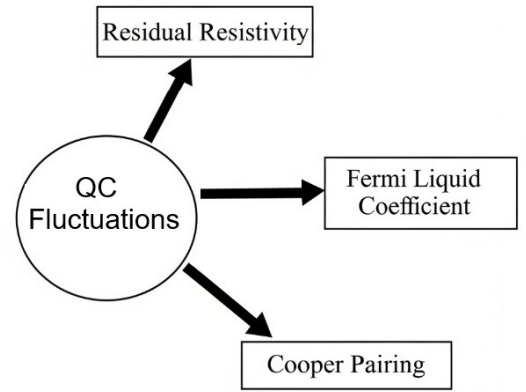 Residual Resistivity
QC
Fluctuations
Fermi Liquid
Coefficient
Cooper Pairing